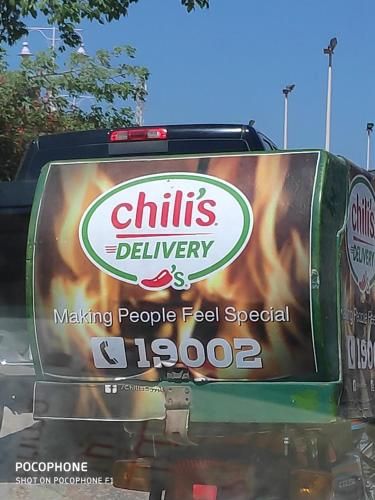 chili's
DELIVERY
's
Making People Feel Special
19002
chili's
DELIVERY
POCOPHONE
SHOT ON POCOPHONE F1